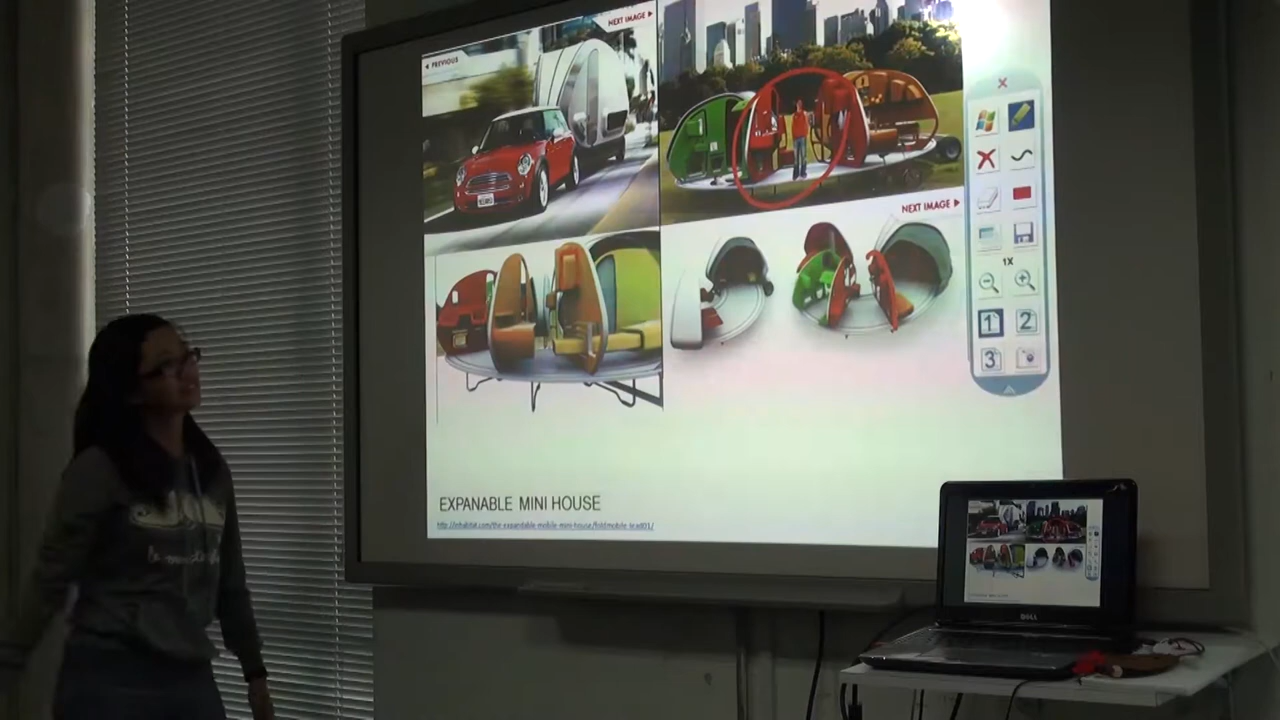 NEXT IMAGE
PREVIOUS
NEXT IMAGE
1X
1
2
3
EXPANABLE MINI HOUSE
DELL